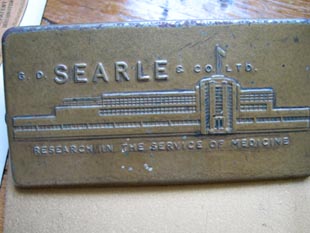 G. D. SEARLE & CO LTD.
RESEARCH IN THE SERVICE OF MEDICINE